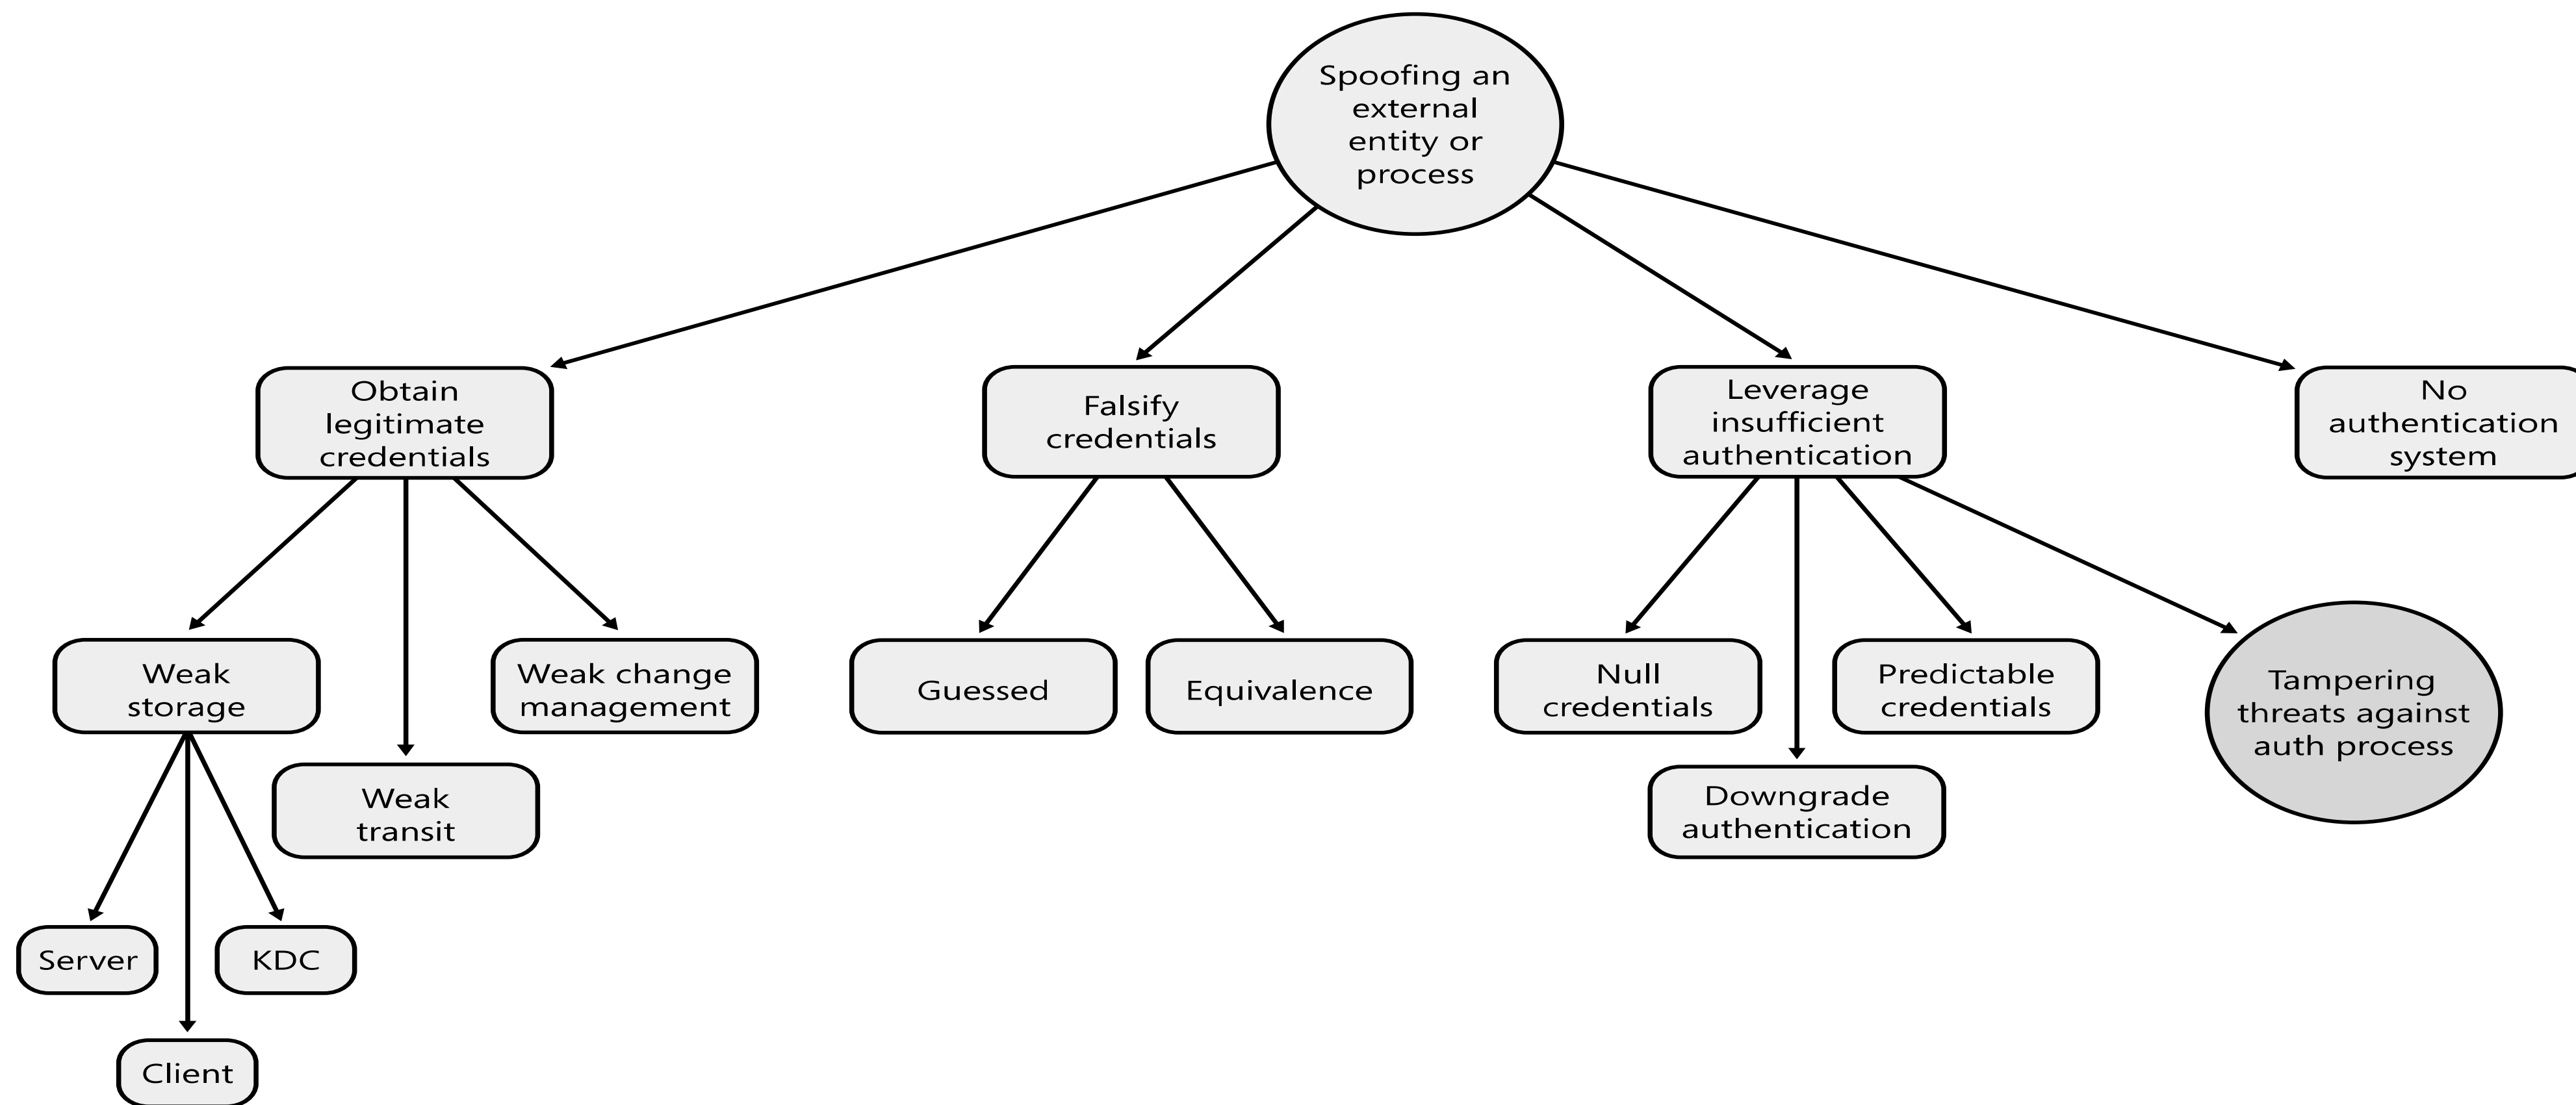 Spoofing an
external
entity or
process
Obtain
legitimate
credentials
Falsify
credentials
Leverage
insufficient
authentication
No
authentication
system
Weak
storage
Weak change
management
Guessed
Equivalence
Null
credentials
Predictable
credentials
Tampering
threats against
auth process
Weak
transit
Downgrade
authentication
Server
KDC
Client